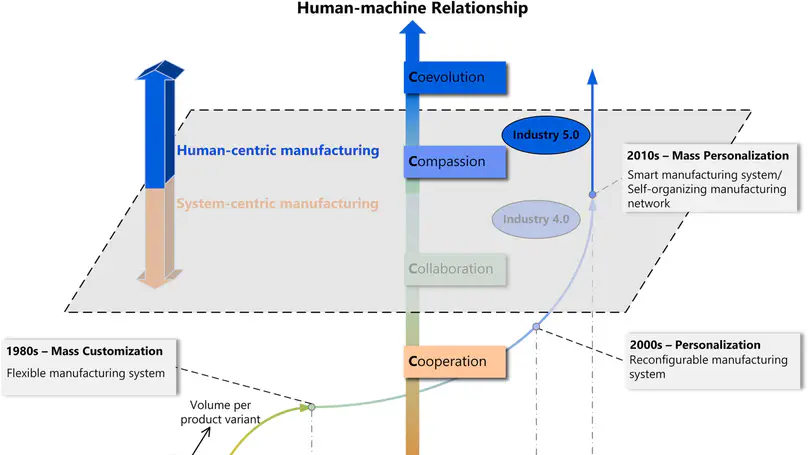 Human-machine Relationship
Coevolution
Industry 5.0
Human-centric manufacturing
Compassion
2010s – Mass Personalization
Smart manufacturing system/
Self-organizing manufacturing
network
System-centric manufacturing
Industry 4.0
Collaboration
1980s – Mass Customization
Flexible manufacturing system
Cooperation
2000s – Personalization
Reconfigurable manufacturing
system
Volume per
product variant